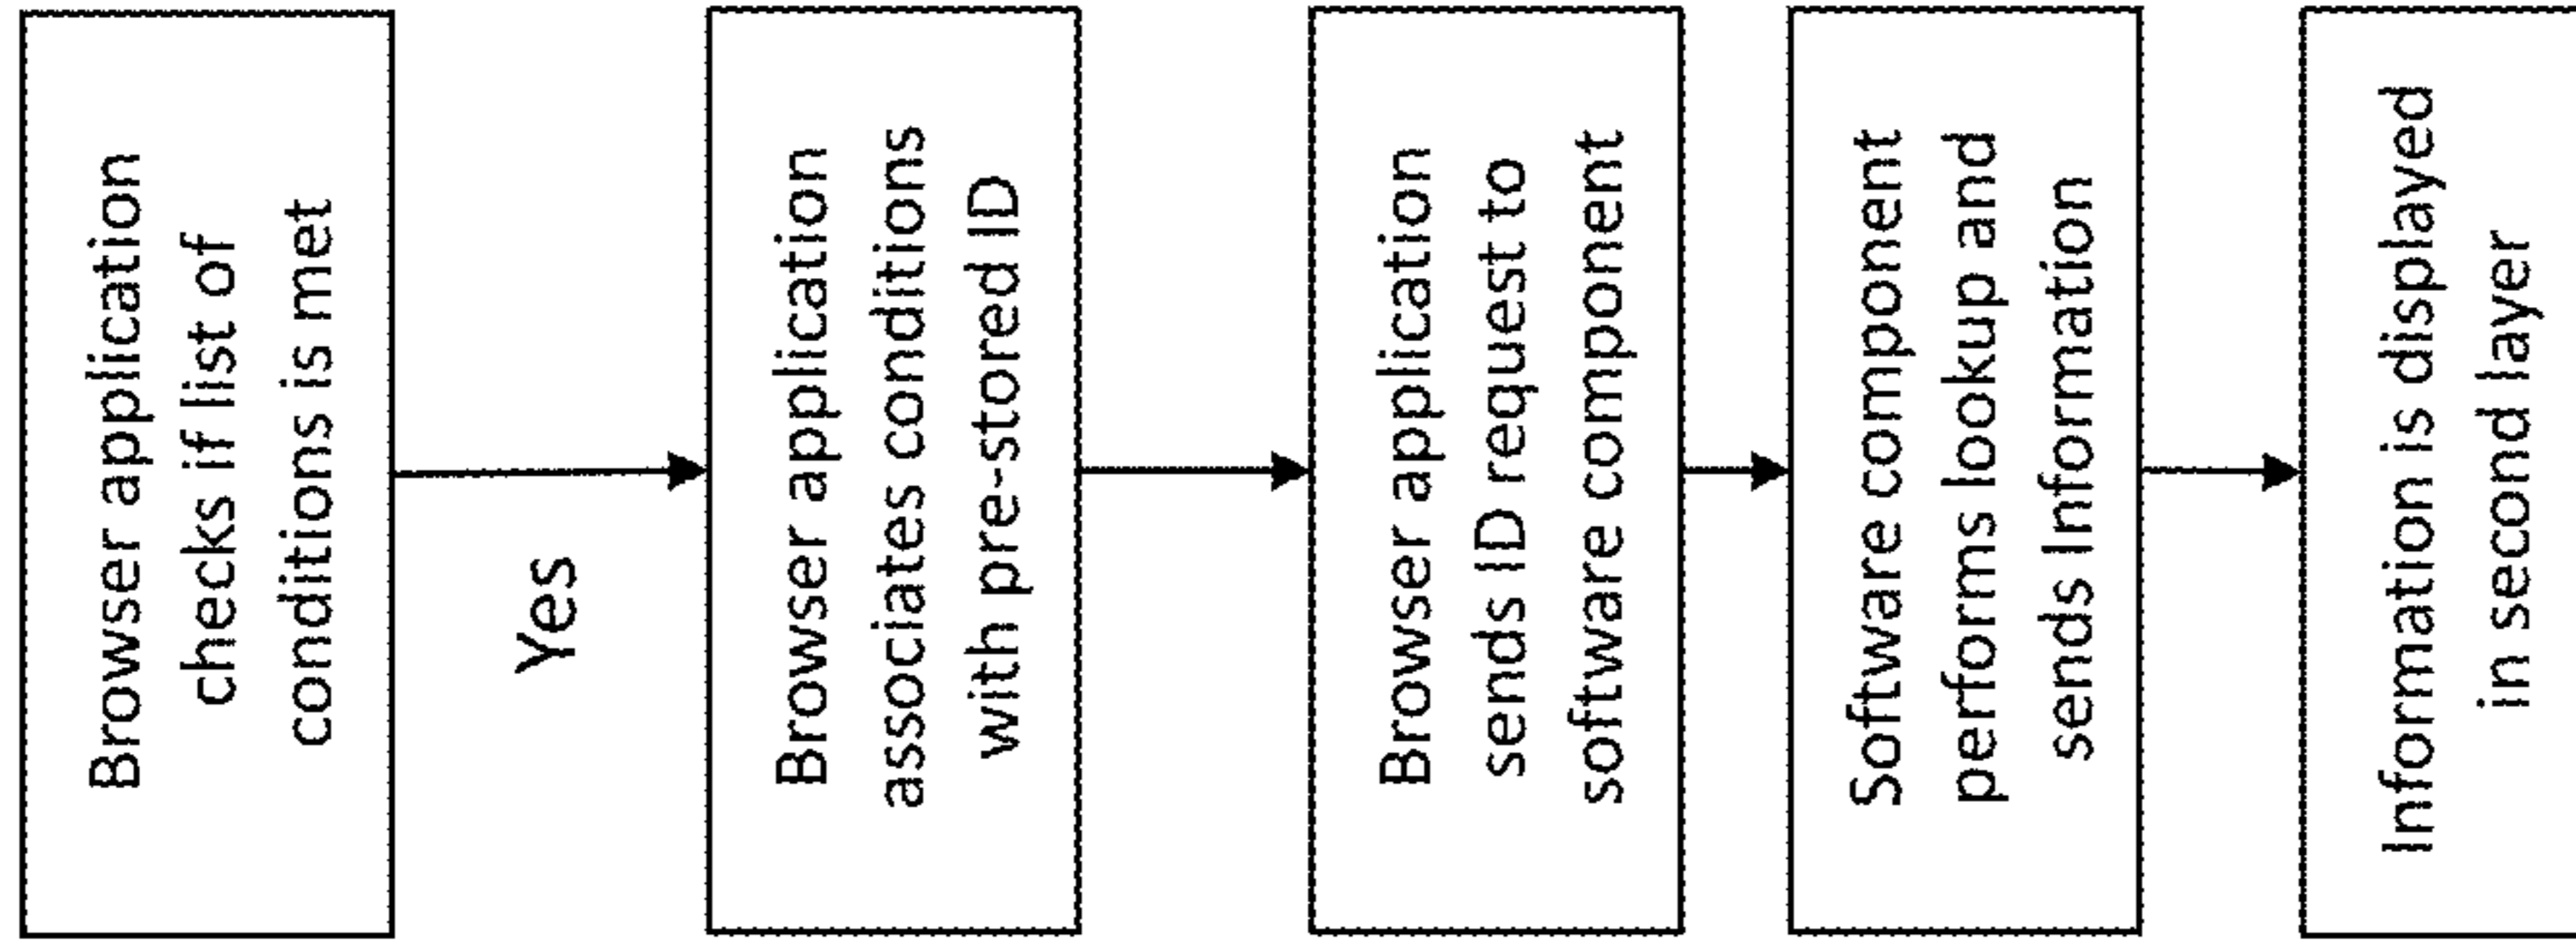 Browser application
checks if list of
conditions is met
Yes
Browser application
associates conditions
with pre-stored ID
Browser application
sends ID request to
software component
Software component
performs lookup and
sends Information
Information is displayed
in second layer